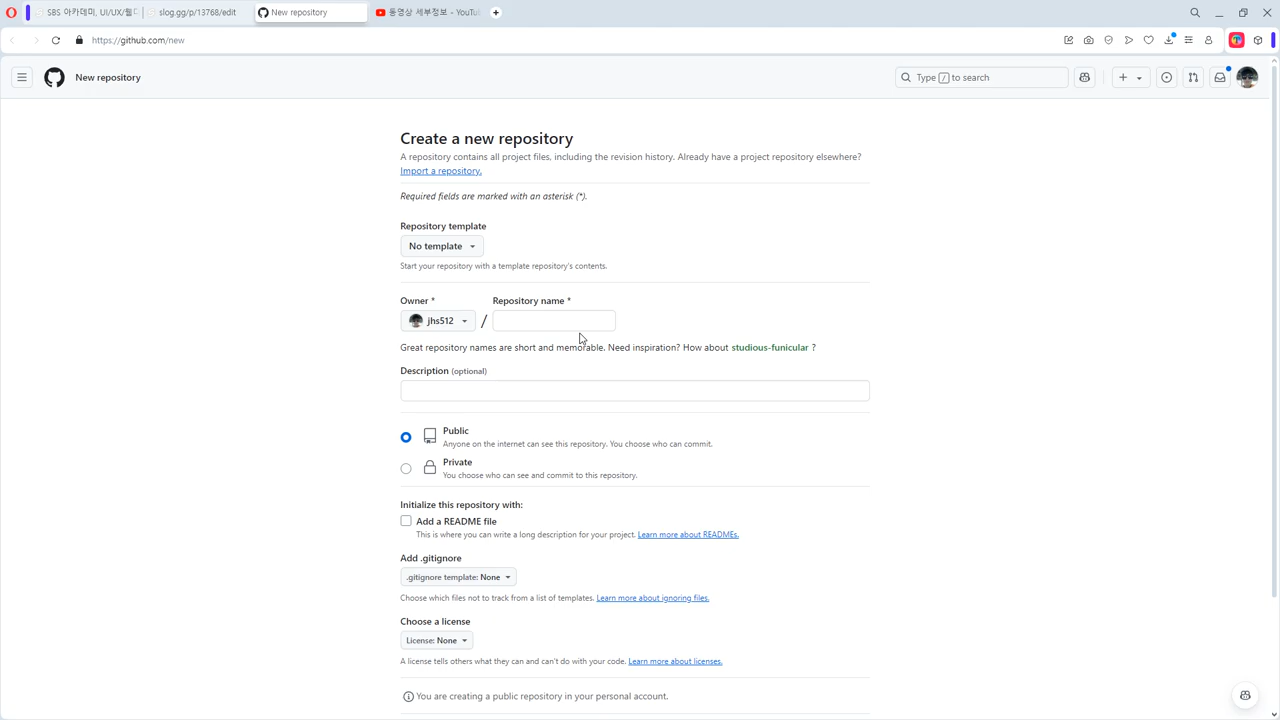 SBS 아카데미, UI/UX/웹디
slog.gg/p/13768/edit
New repository
동영상 세부정보 - YouTu
https://github.com/new
New repository
Type / to search
Create a new repository
A repository contains all project files, including the revision history. Already have a project repository elsewhere?
Import a repository.
Required fields are marked with an asterisk (*).
Repository template
No template
Start your repository with a template repository's contents.
Owner *
Repository name *
jhs512
/
Great repository names are short and memorable. Need inspiration? How about studious-funicular ?
Description (optional)
Public
Anyone on the internet can see this repository. You choose who can commit.
Private
You choose who can see and commit to this repository.
Initialize this repository with:
Add a README file
This is where you can write a long description for your project. Learn more about READMEs.
Add .gitignore
.gitignore template: None
Choose which files not to track from a list of templates. Learn more about ignoring files.
Choose a license
License: None
A license tells others what they can and can't do with your code. Learn more about licenses.
You are creating a public repository in your personal account.